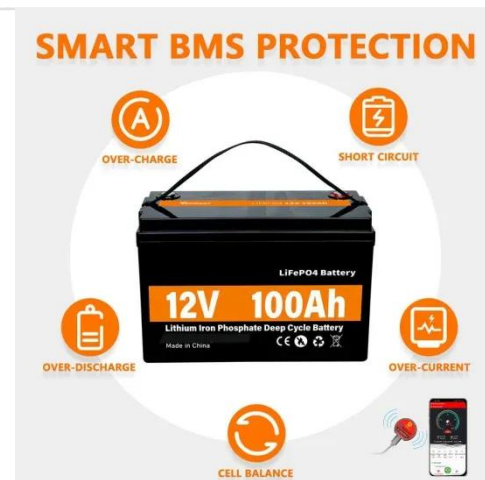 SMART BMS PROTECTION
OVER-CHARGE
SHORT CIRCUIT
LiFePO4 Battery
12V 100Ah
Lithium Iron Phosphate Deep Cycle Battery
Made in China
CE
OVER-DISCHARGE
OVER-CURRENT
CELL BALANCE